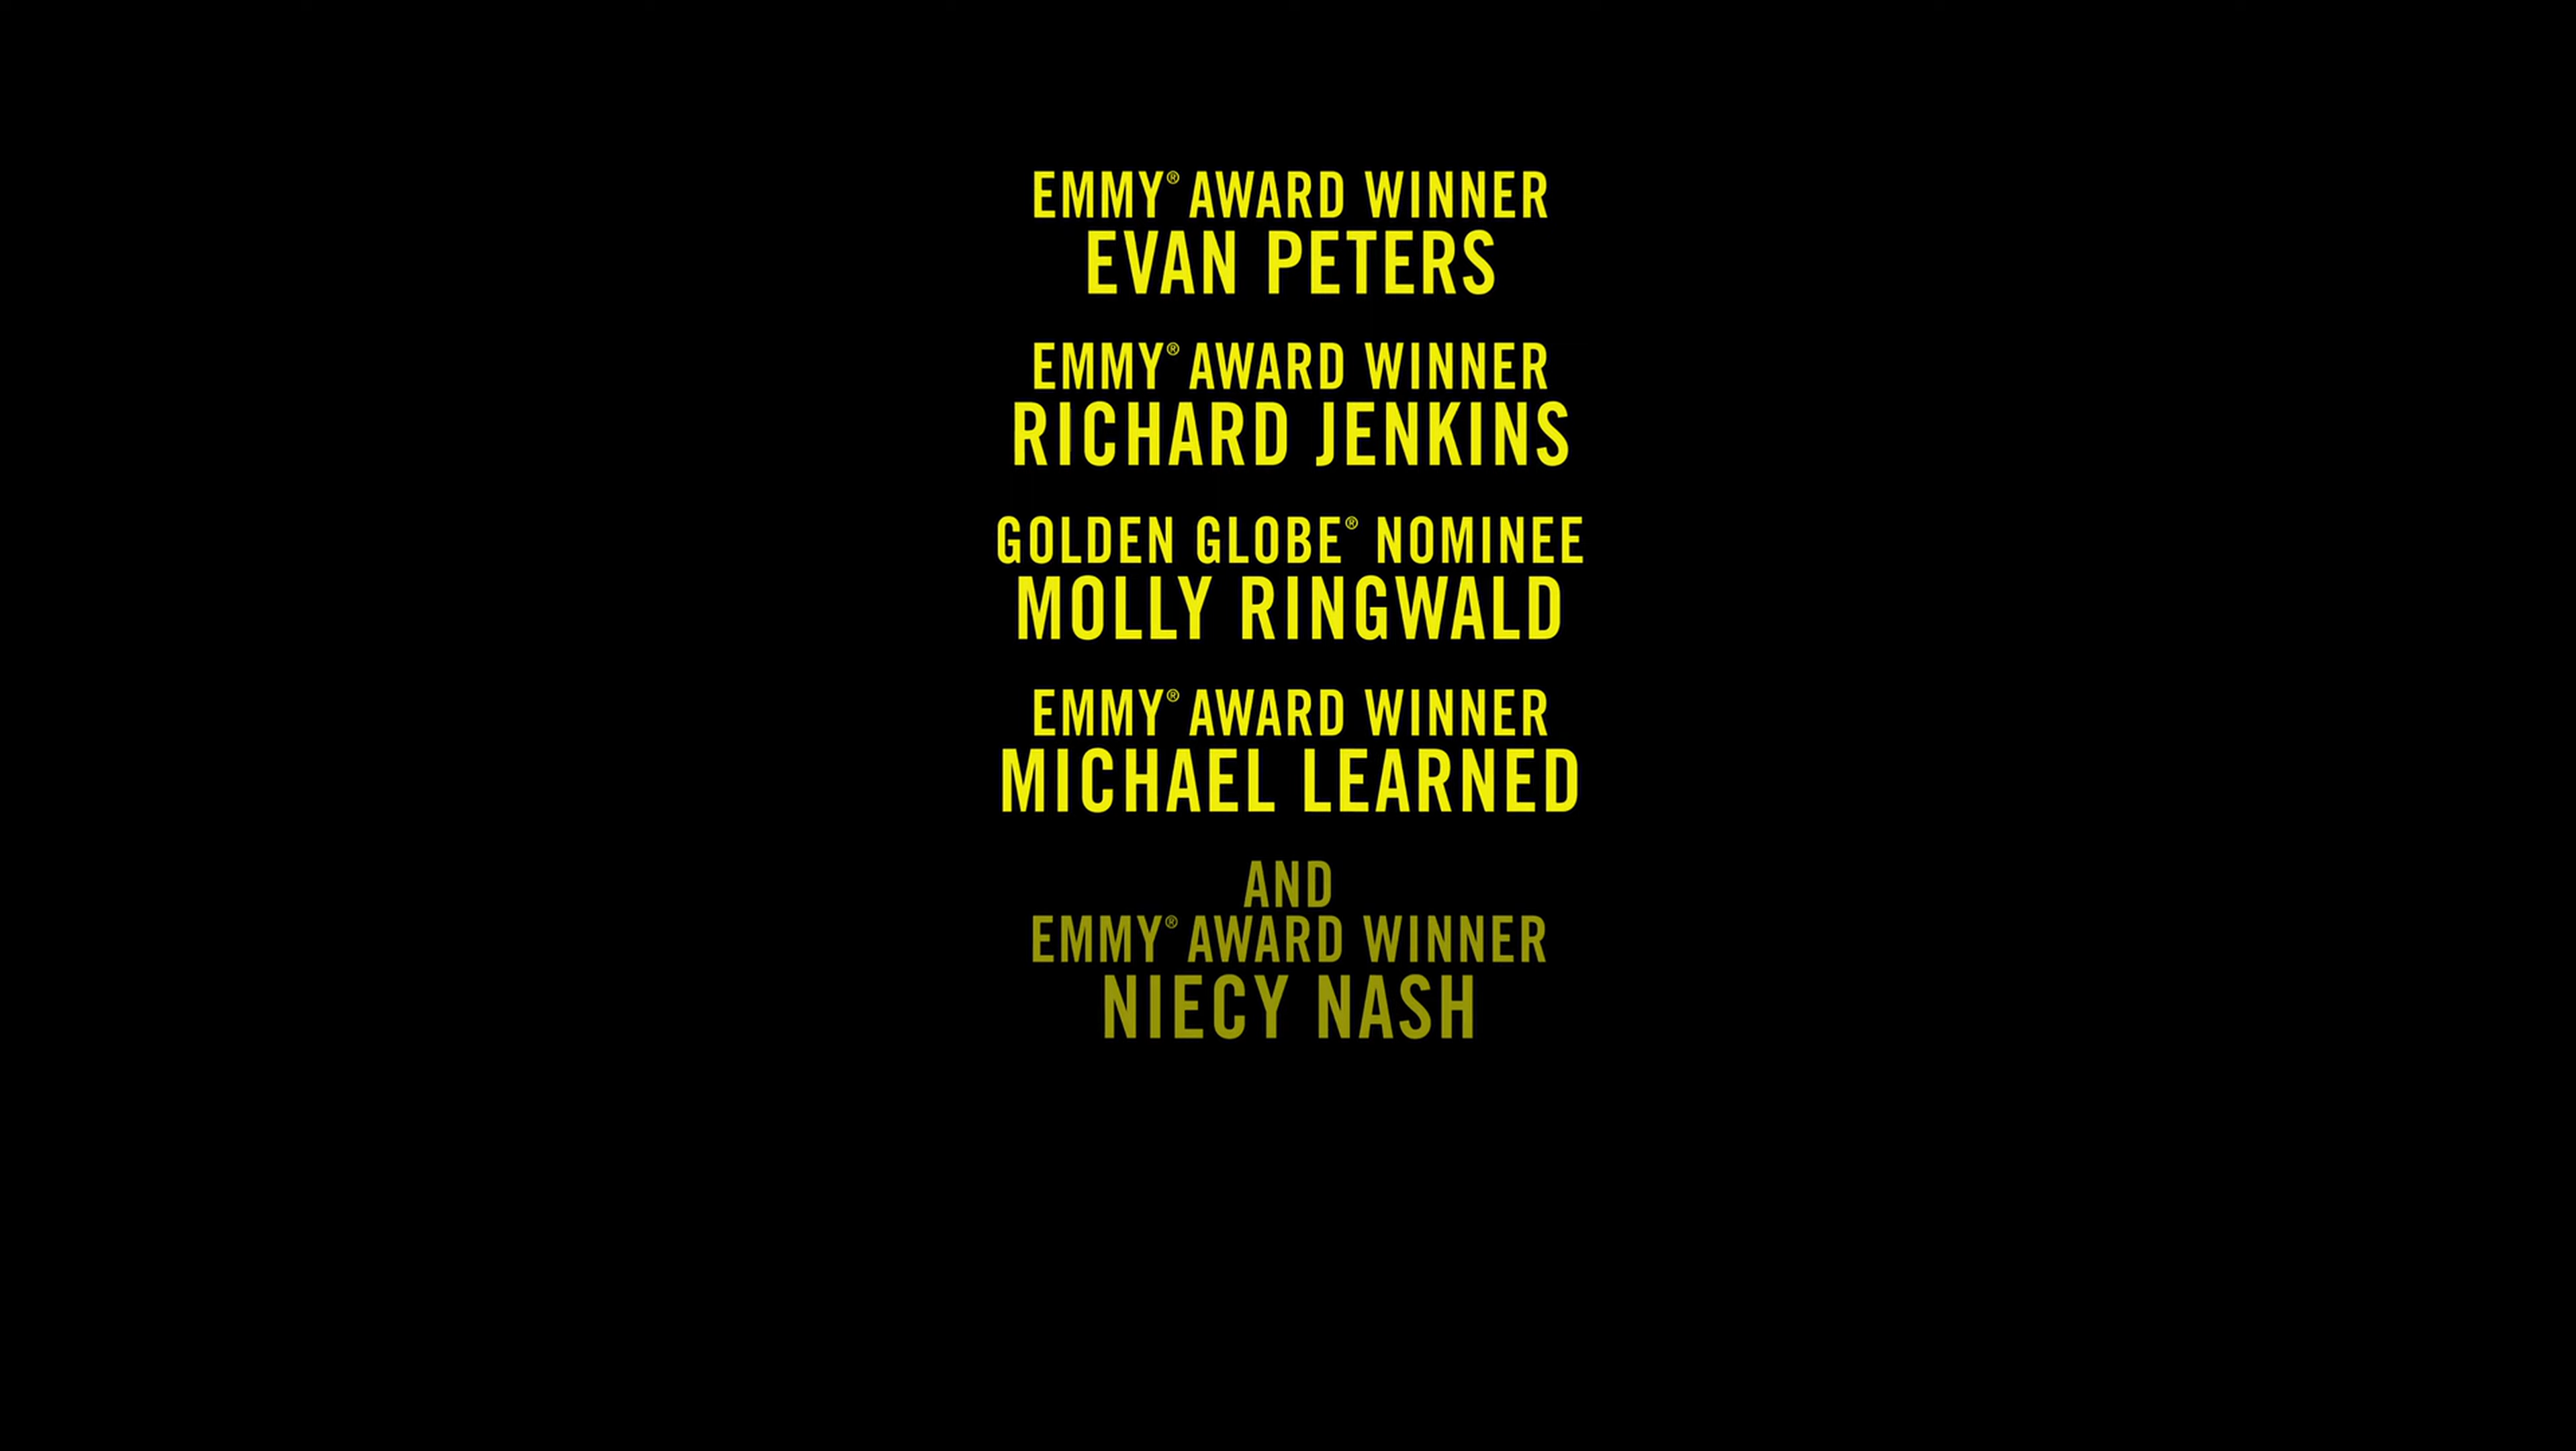 EMMY® AWARD WINNER
EVAN PETERS
EMMY® AWARD WINNER
RICHARD JENKINS
GOLDEN GLOBE® NOMINEE
MOLLY RINGWALD
EMMY® AWARD WINNER
MICHAEL LEARNED
AND
EMMY® AWARD WINNER
NIECY NASH